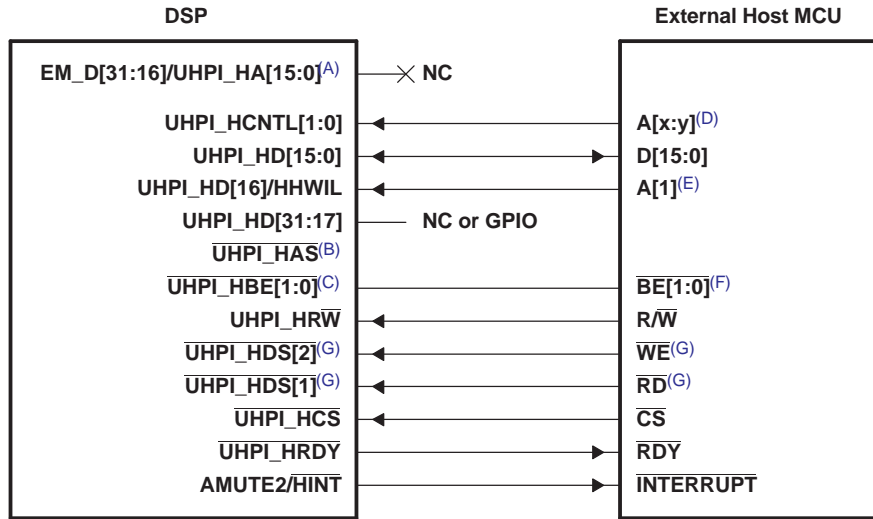 DSP External Host MCU
EM_D[31:16]/UHPI_HA[15:0](A) NC
UHPI_HCNTL[1:0] A[x:y](D)
UHPI_HD[15:0] D[15:0]
UHPI_HD[16]/HHWIL A[1](E)
UHPI_HD[31:17] NC or GPIO
UHPI_HAS(B)
UHPI_HBE[1:0](C) BE[1:0](F)
UHPI_HRW R/W
UHPI_HDS[2](G) WE(G)
UHPI_HDS[1](G) RD(G)
UHPI_HCS CS
UHPI_HRDY RDY
AMUTE2/HINT INTERRUPT